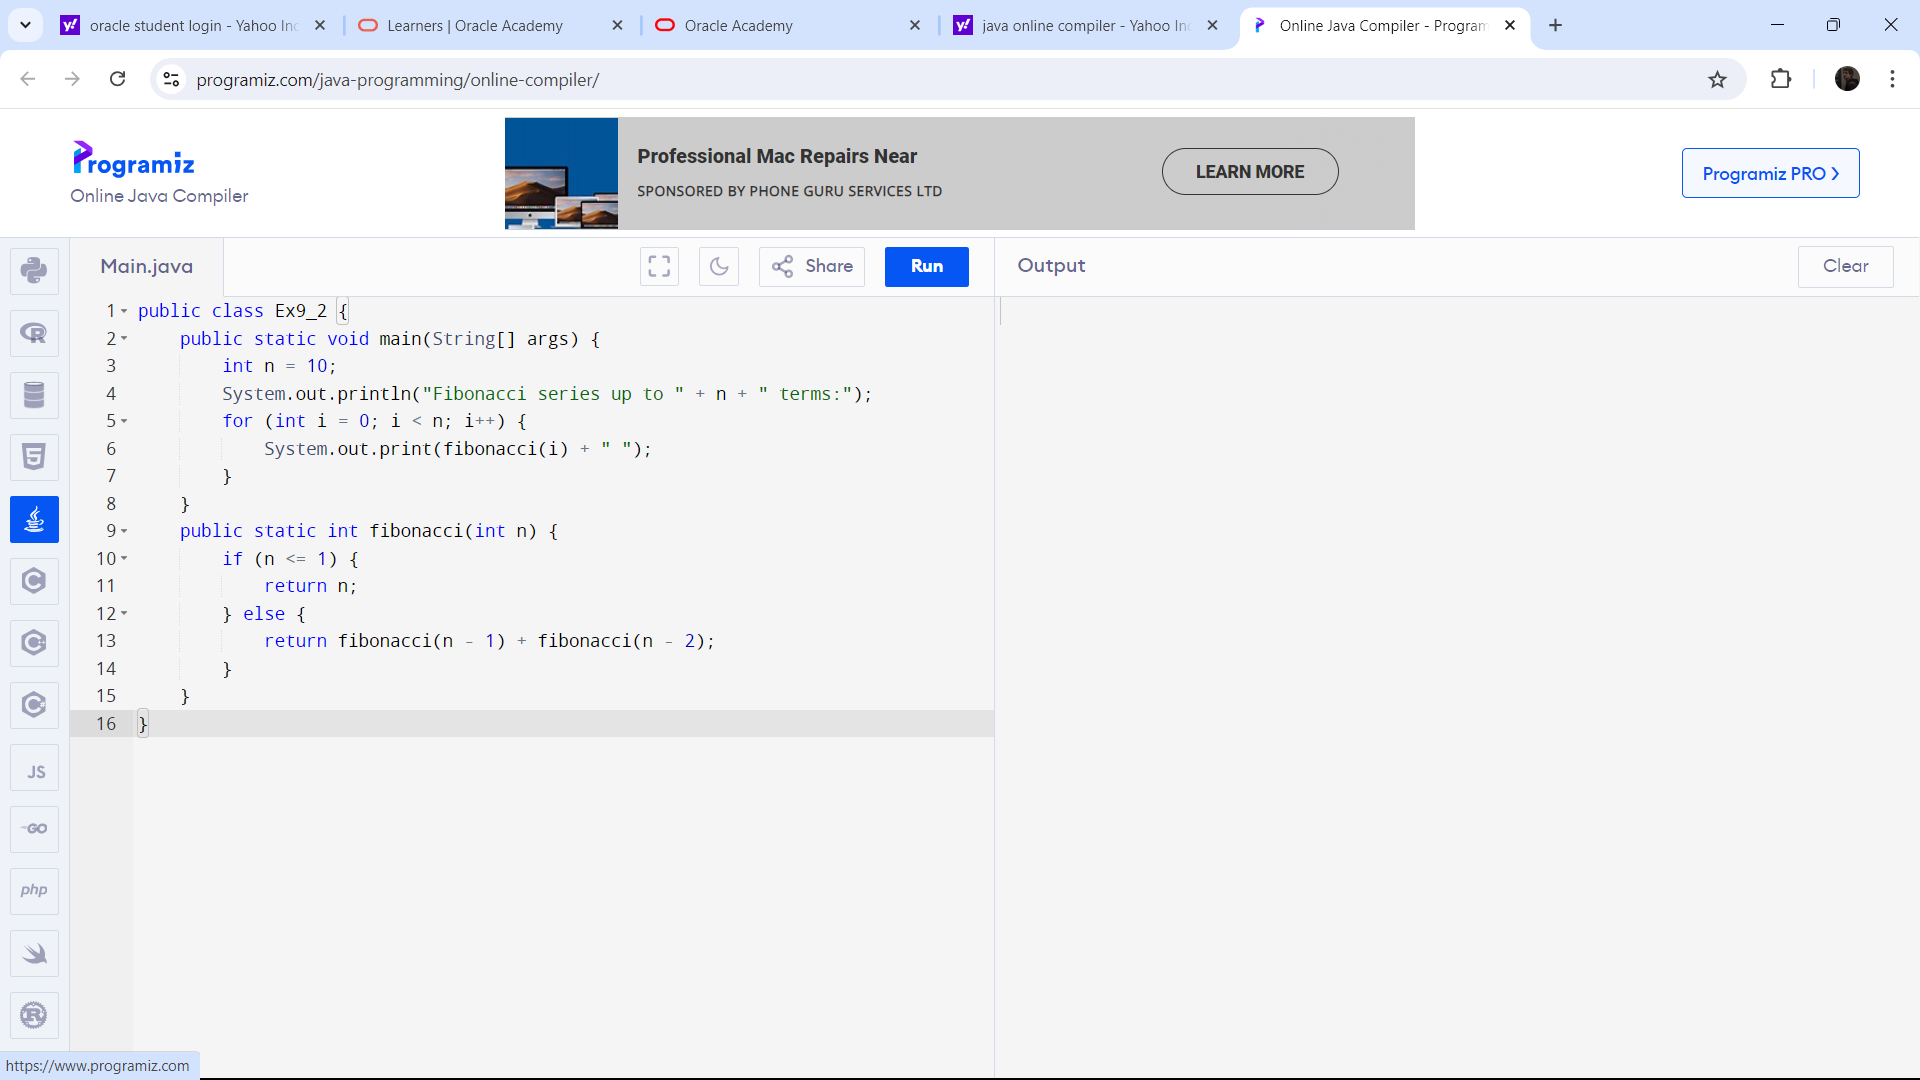 oracle student login - Yahoo Inc
Learners | Oracle Academy
Oracle Academy
java online compiler - Yahoo In
Online Java Compiler - Program
programiz.com/java-programming/online-compiler/
Programiz
Online Java Compiler
Professional Mac Repairs Near
SPONSORED BY PHONE GURU SERVICES LTD
LEARN MORE
Programiz PRO >
Main.java
Share
Run
Output
Clear
1 public class Ex9_2 {
2 public static void main(String[] args) {
3 int n = 10;
4 System.out.println("Fibonacci series up to " + n + " terms:");
5 for (int i = 0; i < n; i++) {
6 System.out.print(fibonacci(i) + " ");
7 }
8 }
9 public static int fibonacci(int n) {
10 if (n <= 1) {
11 return n;
12 } else {
13 return fibonacci(n - 1) + fibonacci(n - 2);
14 }
15 }
16 }
JS
GO
php
https://www.programiz.com